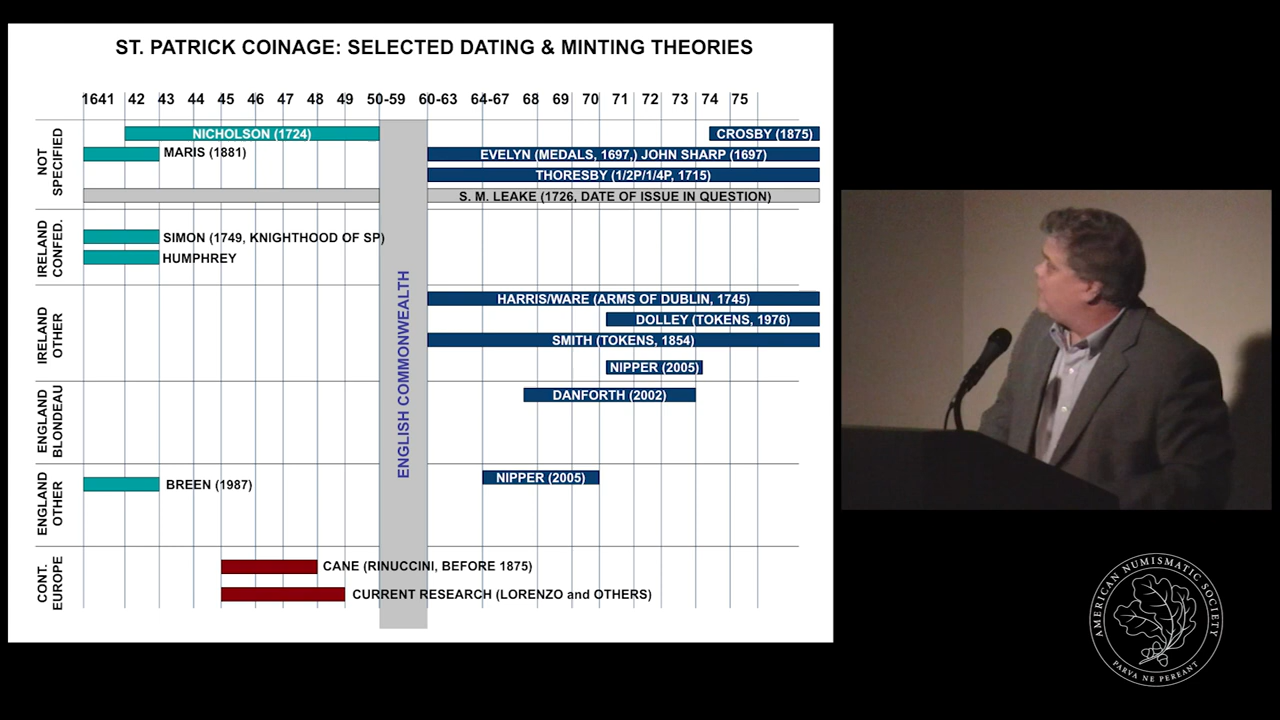 ST. PATRICK COINAGE: SELECTED DATING & MINTING THEORIES
1641 42 43 44 45 46 47 48 49 50-59 60-63 64-67 68 69 70 71 72 73 74 75
NOT
SPECIFIED
NICHOLSON (1724)
CROSBY (1875)
MARIS (1881)
EVELYN (MEDALS, 1697,) JOHN SHARP (1697)
THORESBY (1/2P/1/4P, 1715)
S. M. LEAKE (1726, DATE OF ISSUE IN QUESTION)
IRELAND
CONFED.
SIMON (1749, KNIGHTHOOD OF SP)
HUMPHREY
ENGLISH COMMONWEALTH
IRELAND
OTHER
HARRIS/WARE (ARMS OF DUBLIN, 1745)
DOLLEY (TOKENS, 1976)
SMITH (TOKENS, 1854)
NIPPER (2005)
ENGLAND
BLONDEAU
DANFORTH (2002)
ENGLAND
OTHER
BREEN (1987)
NIPPER (2005)
CONT.
EUROPE
CANE (RINUCCINI, BEFORE 1875)
CURRENT RESEARCH (LORENZO and OTHERS)
AMERICAN NUMISMATIC SOCIETY
PARVA NE PEREANT